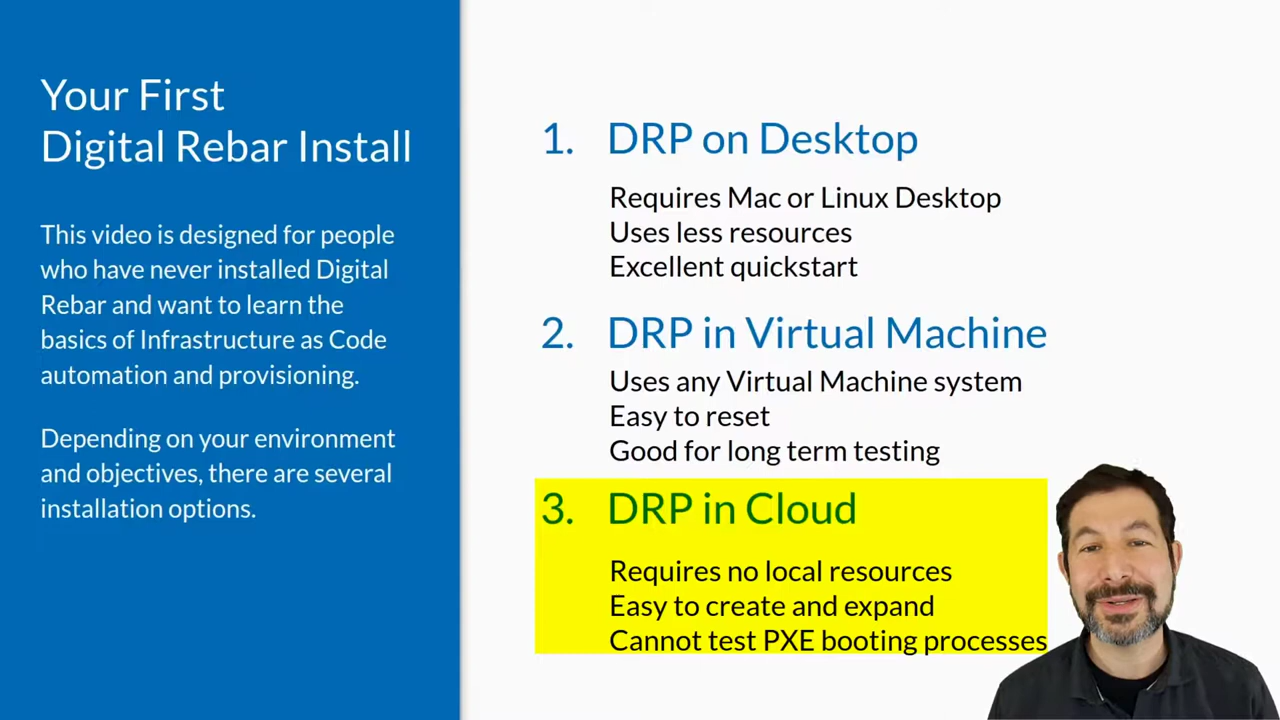 Your First
Digital Rebar Install
This video is designed for people
who have never installed Digital
Rebar and want to learn the
basics of Infrastructure as Code
automation and provisioning.
Depending on your environment
and objectives, there are several
installation options.
1. DRP on Desktop
Requires Mac or Linux Desktop
Uses less resources
Excellent quickstart
2. DRP in Virtual Machine
Uses any Virtual Machine system
Easy to reset
Good for long term testing
3. DRP in Cloud
Requires no local resources
Easy to create and expand
Cannot test PXE booting processes